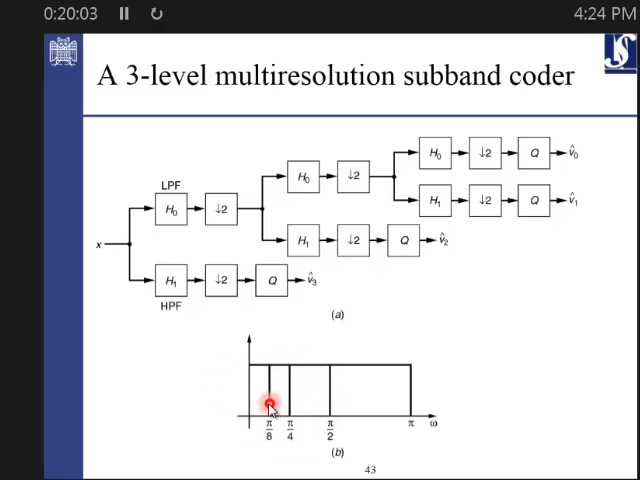 0:20:03
4:24 PM
A 3-level multiresolution subband coder
H₀ ↓2 Q v̂₀
LPF H₀ ↓2
H₁ ↓2 Q v̂₁
H₀ ↓2
x
H₁ ↓2 Q v̂₂
H₁ ↓2 Q v̂₃
HPF
(a)
π/8 π/4 π/2 π ω
(b)
43